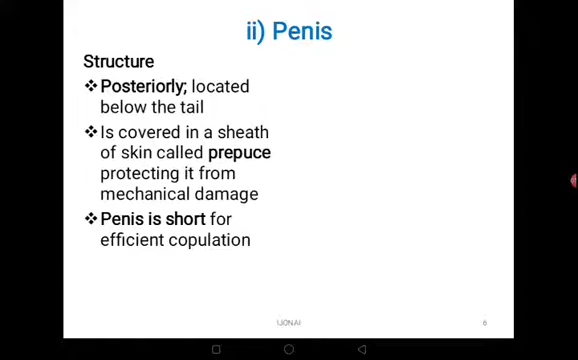 ii) Penis
Structure
❖Posteriorly; located
below the tail
❖Is covered in a sheath
of skin called prepuce
protecting it from
mechanical damage
❖Penis is short for
efficient copulation
IJONAI
6